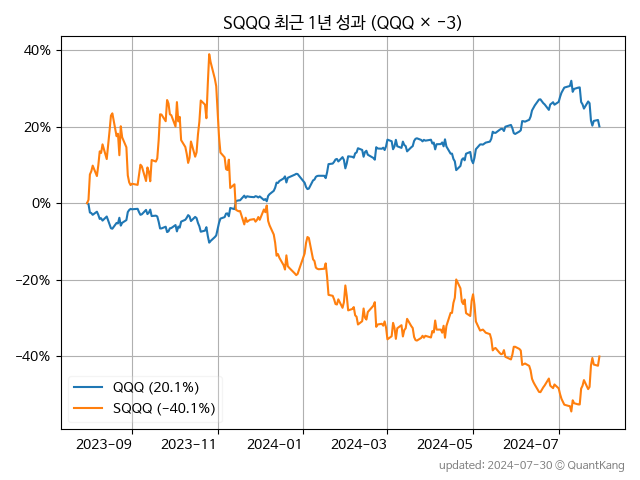 SQQQ 최근 1년 성과 (QQQ × −3)
40%
20%
0%
−20%
−40%
QQQ (20.1%)
SQQQ (−40.1%)
2023−09
2023−11
2024−01
2024−03
2024−05
2024−07
updated: 2024-07-30 © QuantKang